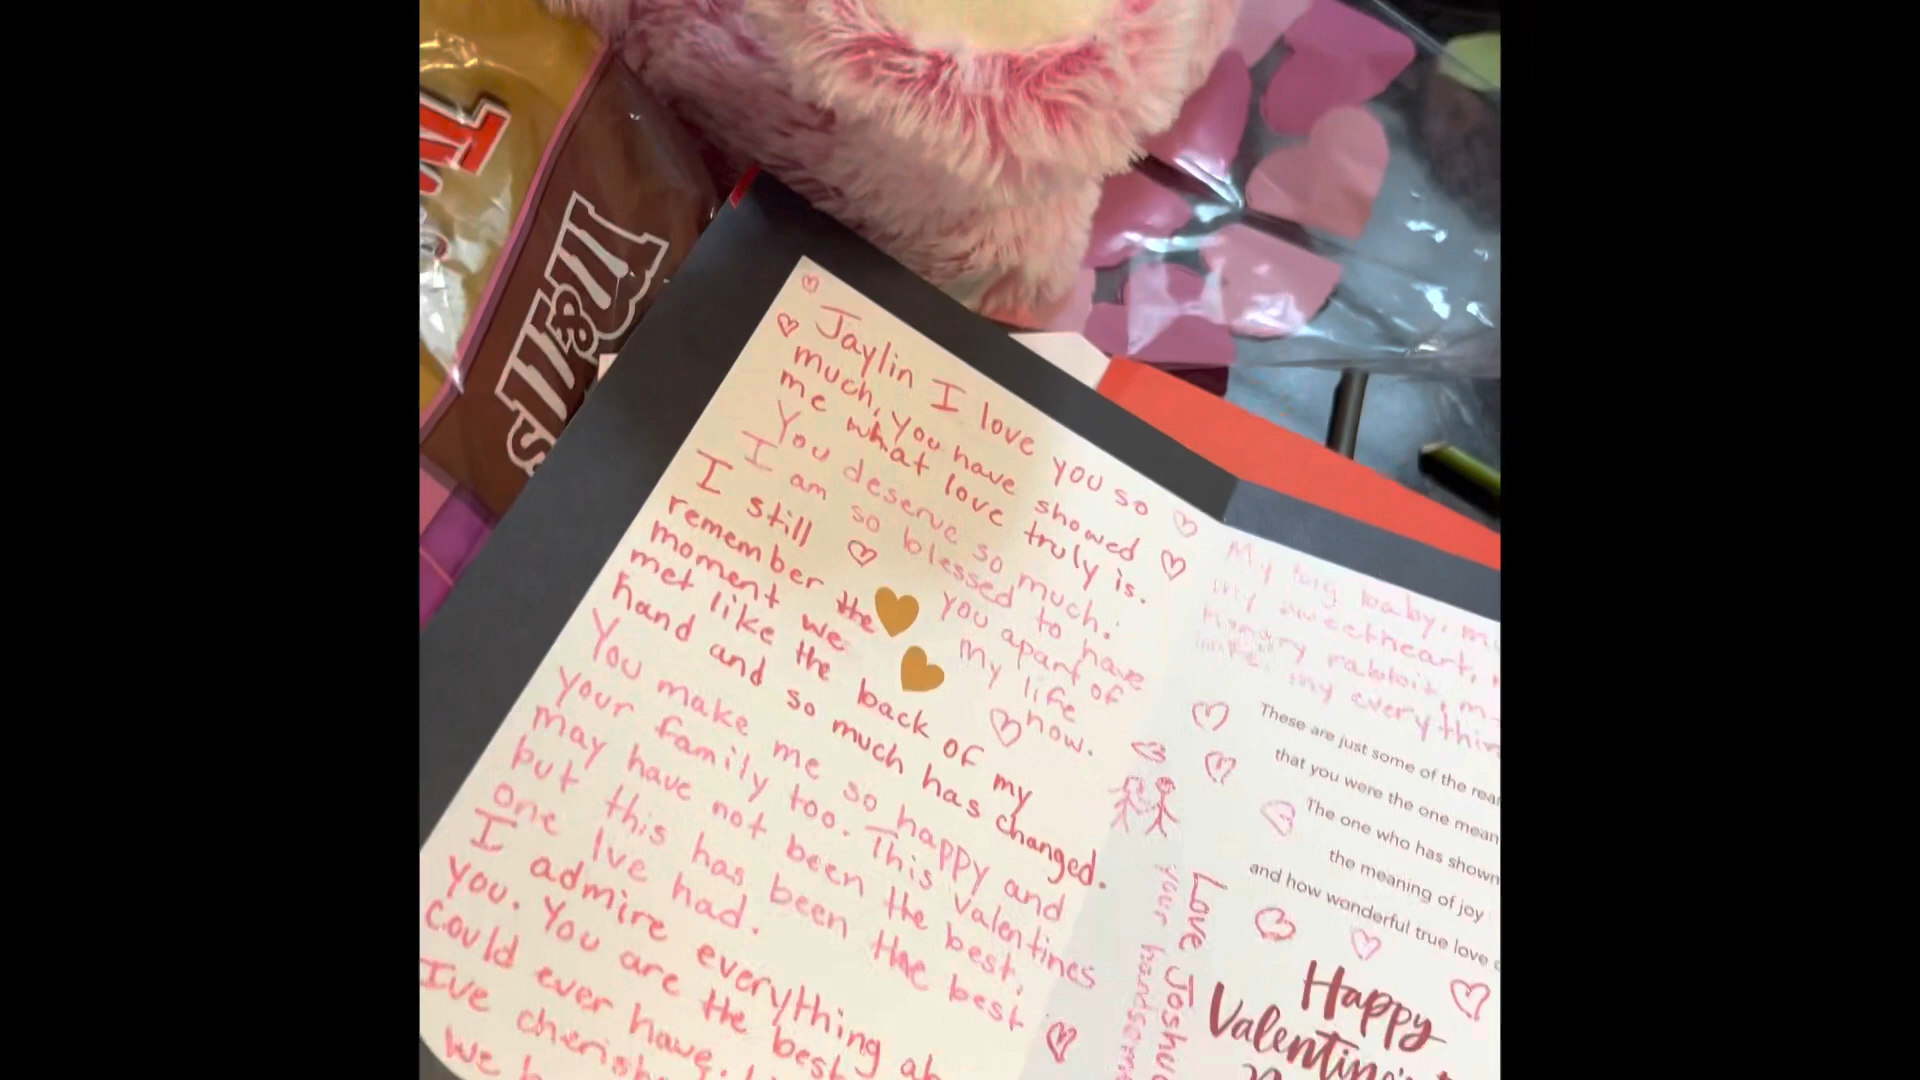 m&m's
Jaylin I love you so
much, you have showed
me what love truly is.
You deserve so much.
I am so blessed to have
you apart of
my life
now.
I still
remember the
moment we
met like the back of my
hand and so much has changed.
You make me so happy and
your family too. This Valentines
may have not been the best,
but this has been the best
one Ive had.
I admire everything
you. You are the best
could ever have.
Ive cherish
we
My big baby, my
my sweetheart,
rabbit, my
my everything
These are just some of the
that you were the one
The one who has shown
the meaning of joy
and how wonderful true love
Happy
Valentine's
Love Joshua
your handsome